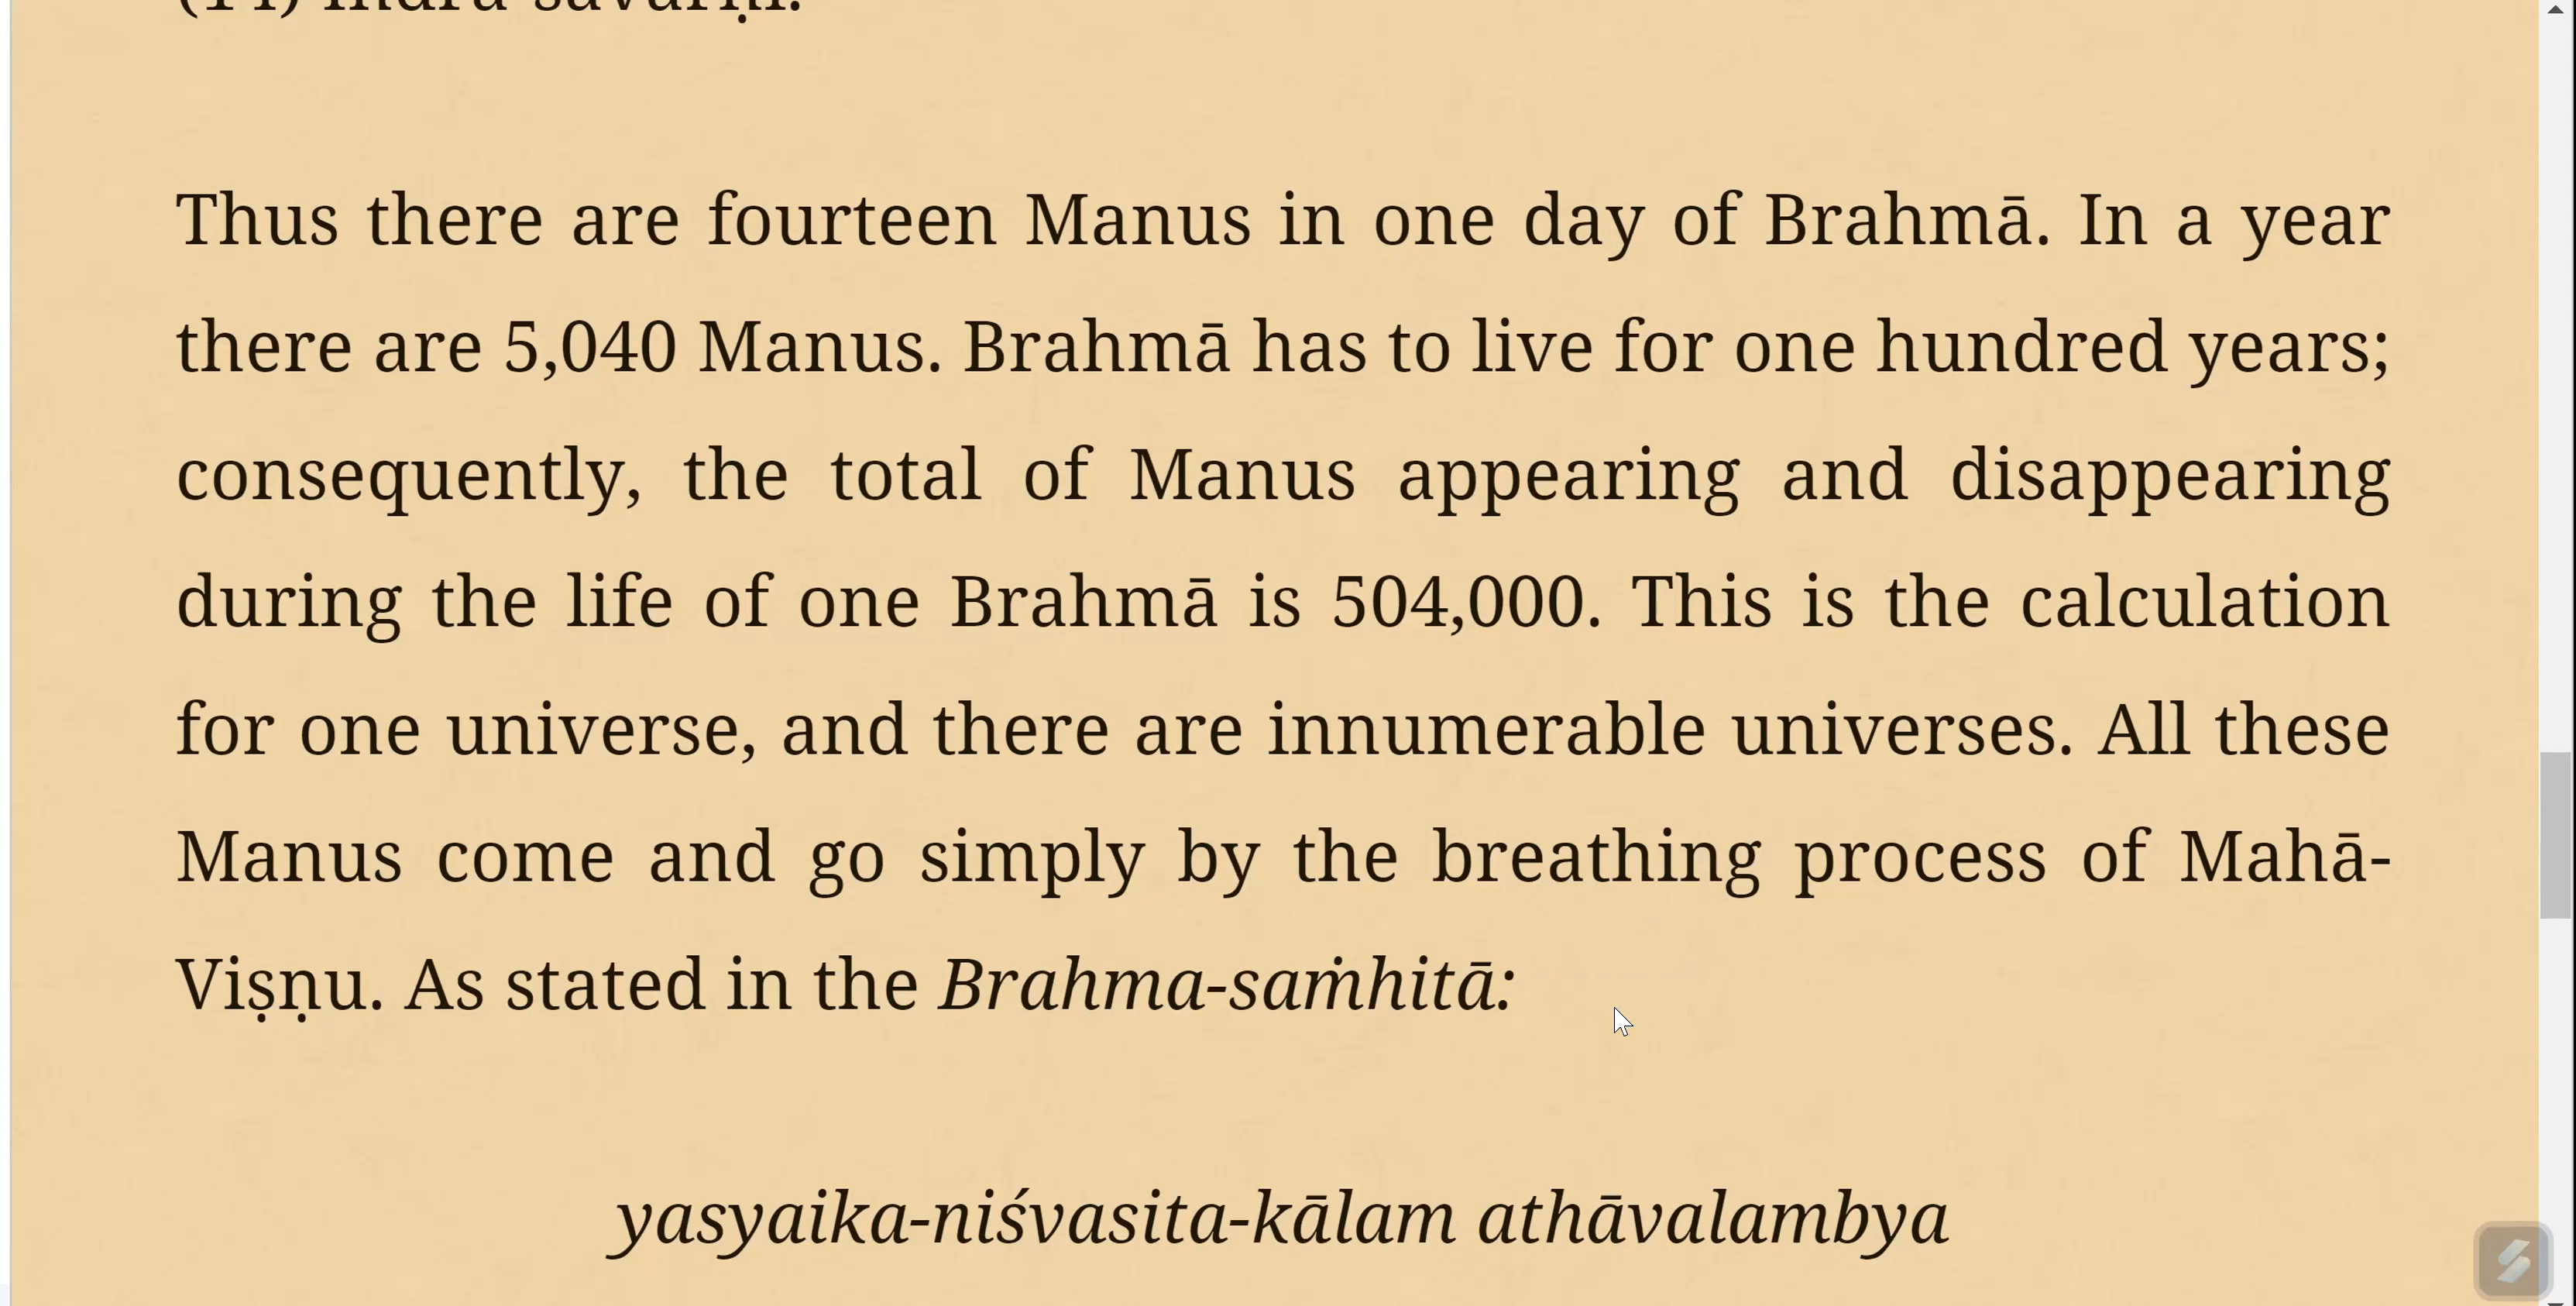 (14) Indra-sāvarṇi.
Thus there are fourteen Manus in one day of Brahmā. In a year
there are 5,040 Manus. Brahmā has to live for one hundred years;
consequently, the total of Manus appearing and disappearing
during the life of one Brahmā is 504,000. This is the calculation
for one universe, and there are innumerable universes. All these
Manus come and go simply by the breathing process of Mahā-
Viṣṇu. As stated in the Brahma-saṁhitā:
yasyaika-niśvasita-kālam athāvalambya